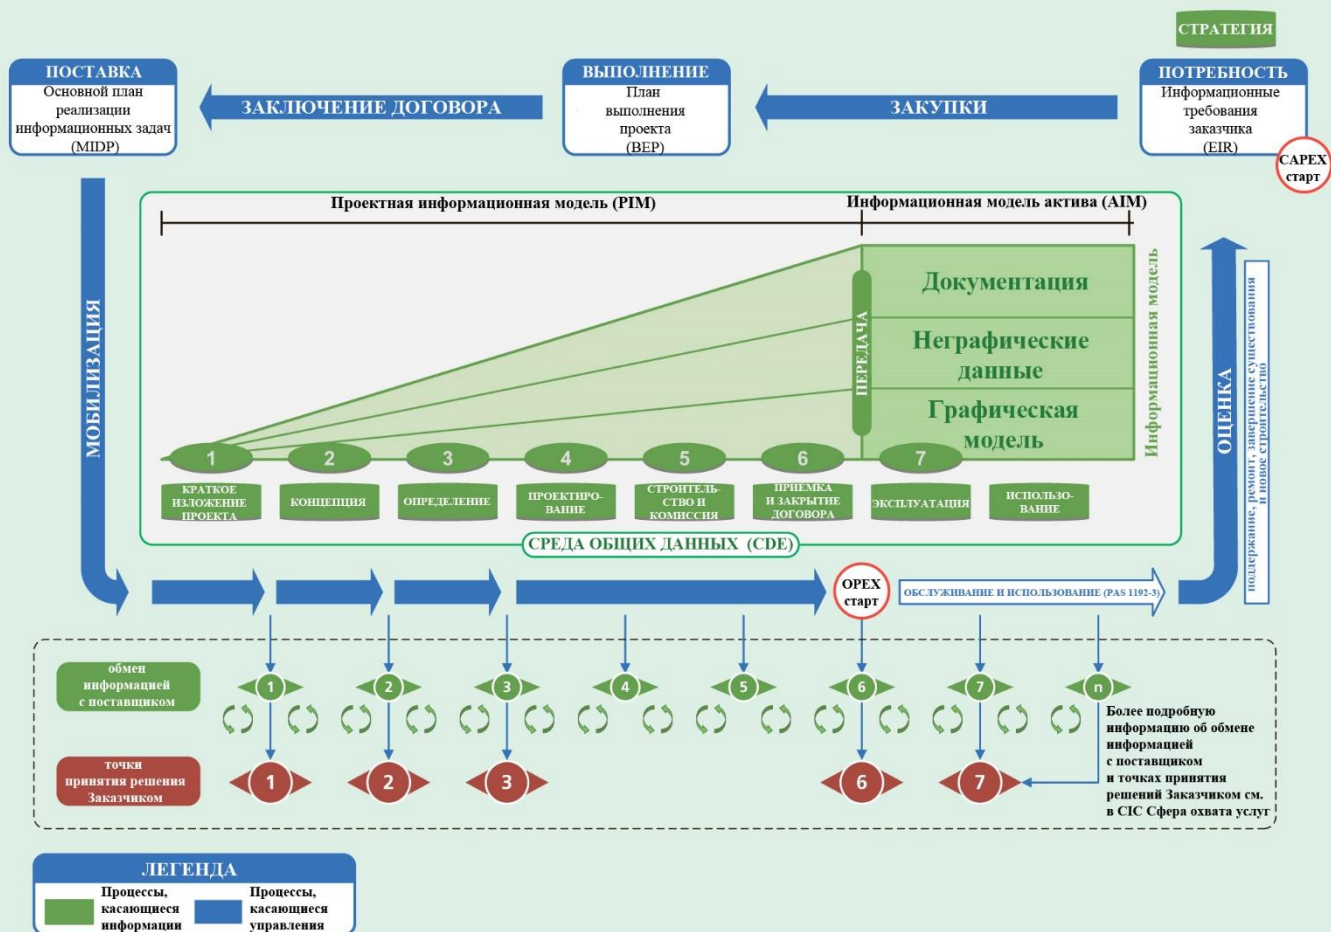 СТРАТЕГИЯ
ПОСТАВКА
Основной план
реализации
информационных задач
(MIDP)
ЗАКЛЮЧЕНИЕ ДОГОВОРА
ВЫПОЛНЕНИЕ
План
выполнения
проекта
(BEP)
ЗАКУПКИ
ПОТРЕБНОСТЬ
Информационные
требования
заказчика
(EIR)
CAPEX
старт
МОБИЛИЗАЦИЯ
Проектная информационная модель (PIM)
Информационная модель актива (AIM)
Документация
Неграфические
данные
Графическая
модель
ПЕРЕДАЧА
Информационная модель
ОЦЕНКА
поддержание, ремонт, завершение существования
и новое строительство
1
2
3
4
5
6
7
КРАТКОЕ
ИЗЛОЖЕНИЕ
ПРОЕКТА
КОНЦЕПЦИЯ
ОПРЕДЕЛЕНИЕ
ПРОЕКТИРО-
ВАНИЕ
СТРОИТЕЛЬ-
СТВО И
КОМИССИЯ
ПРИЕМКА
И ЗАКРЫТИЕ
ДОГОВОРА
ЭКСПЛУАТАЦИЯ
ИСПОЛЬЗО-
ВАНИЕ
СРЕДА ОБЩИХ ДАННЫХ (CDE)
OPEX
старт
ОБСЛУЖИВАНИЕ И ИСПОЛЬЗОВАНИЕ (PAS 1192-3)
обмен
информацией
с поставщиком
1
2
3
4
5
6
7
n
точки
принятия решения
Заказчиком
1
2
3
6
7
Более подробную
информацию об обмене
информацией
с поставщиком
и точках принятия
решений Заказчиком см.
в CIC Сфера охвата услуг
ЛЕГЕНДА
Процессы,
касающиеся
информации
Процессы,
касающиеся
управления